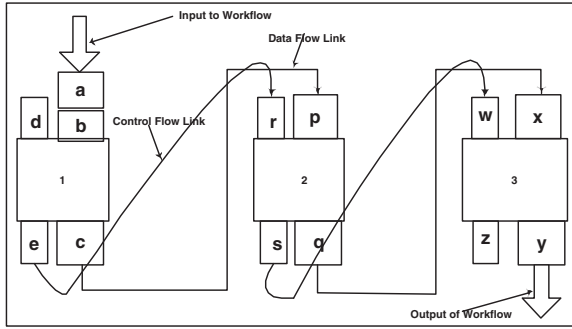 Input to Workflow
Data Flow Link
a
d
b
Control Flow Link
r
p
w
x
1
2
3
e
c
s
q
z
y
Output of Workflow